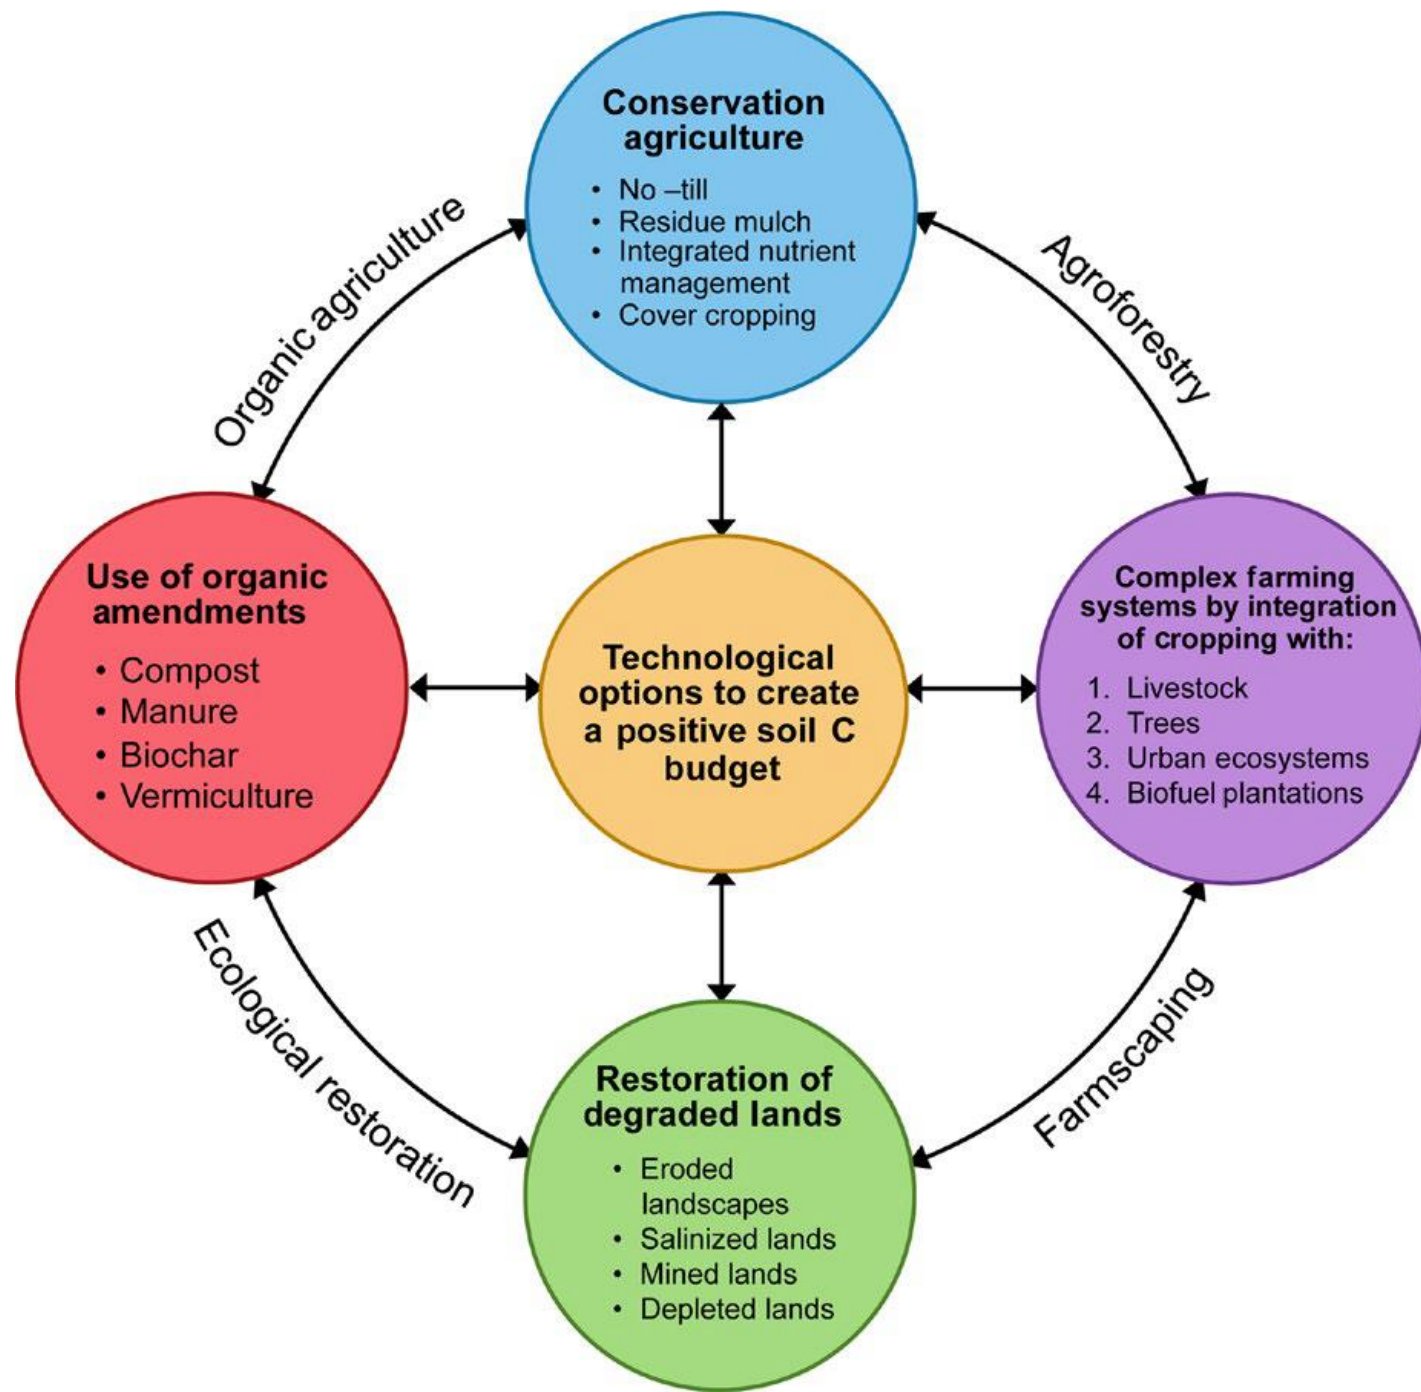 Conservation
agriculture
• No –till
• Residue mulch
• Integrated nutrient
management
• Cover cropping
Organic agriculture
Agroforestry
Use of organic
amendments
• Compost
• Manure
• Biochar
• Vermiculture
Technological
options to create
a positive soil C
budget
Complex farming
systems by integration
of cropping with:
1. Livestock
2. Trees
3. Urban ecosystems
4. Biofuel plantations
Ecological restoration
Farmscaping
Restoration of
degraded lands
• Eroded
landscapes
• Salinized lands
• Mined lands
• Depleted lands